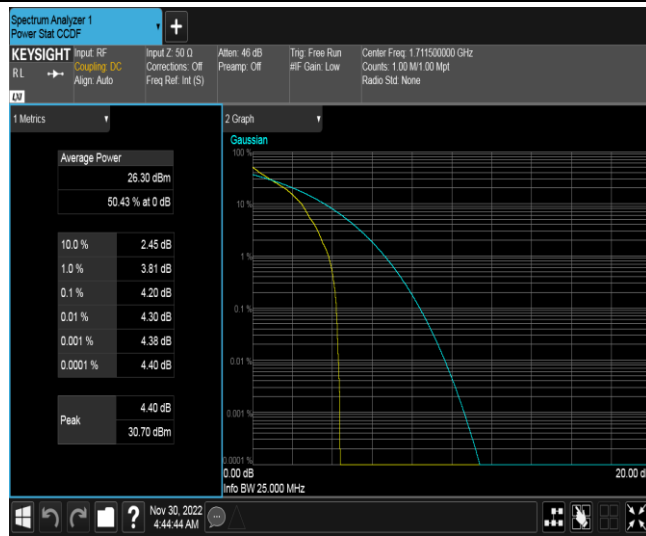 Spectrum Analyzer 1
Power Stat CCDF
+
KEYSIGHT
RL
LXI
Input: RF
Coupling: DC
Align: Auto
Input Z: 50 Ω
Corrections: Off
Freq Ref: Int (S)
Atten: 46 dB
Preamp: Off
Trig: Free Run
#IF Gain: Low
Center Freq: 1.711500000 GHz
Counts: 1.00 M/1.00 Mpt
Radio Std: None
1 Metrics
Average Power
26.30 dBm
50.43 % at 0 dB
10.0 % 2.45 dB
1.0 % 3.81 dB
0.1 % 4.20 dB
0.01 % 4.30 dB
0.001 % 4.38 dB
0.0001 % 4.40 dB
Peak
4.40 dB
30.70 dBm
2 Graph
Gaussian
100 %
10 %
1 %
0.1 %
0.01 %
0.001 %
0.0001 %
0.00 dB
20.00 d
Info BW 25.000 MHz
?
Nov 30, 2022
4:44:44 AM